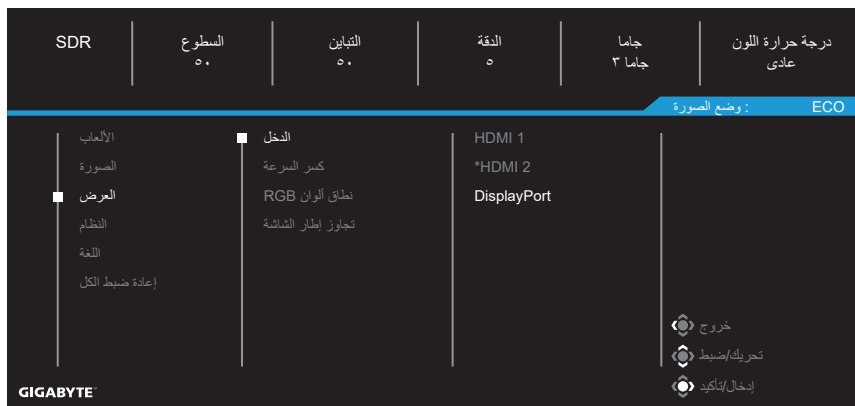 SDR
السطوع
٥٠
التباين
٥٠
الدقة
٥
جاما
جاما ٣
درجة حرارة اللون
عادى
وضع الصورة : ECO
الألعاب
الصورة
العرض
النظام
اللغة
إعادة ضبط الكل
الدخل
كسر السرعة
نطاق ألوان RGB
تجاوز إطار الشاشة
HDMI 1
*HDMI 2
DisplayPort
خروج
تحريك/ضبط
إدخال/تأكيد
GIGABYTE™